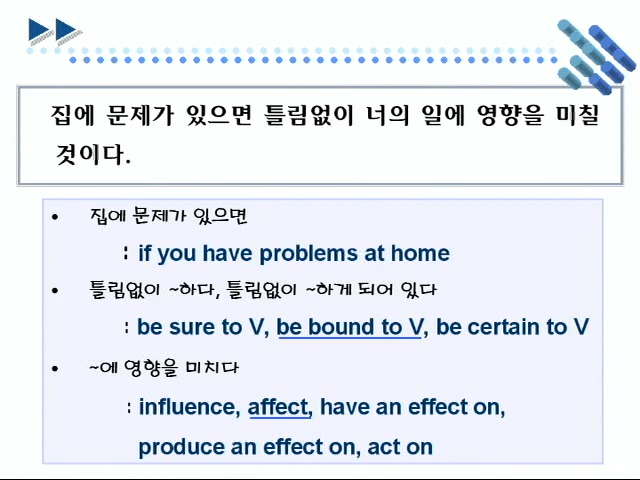 집에 문제가 있으면 틀림없이 너의 일에 영향을 미칠
것이다.
• 집에 문제가 있으면
: if you have problems at home
• 틀림없이 ~하다, 틀림없이 ~하게 되어 있다
: be sure to V, be bound to V, be certain to V
• ~에 영향을 미치다
: influence, affect, have an effect on,
produce an effect on, act on